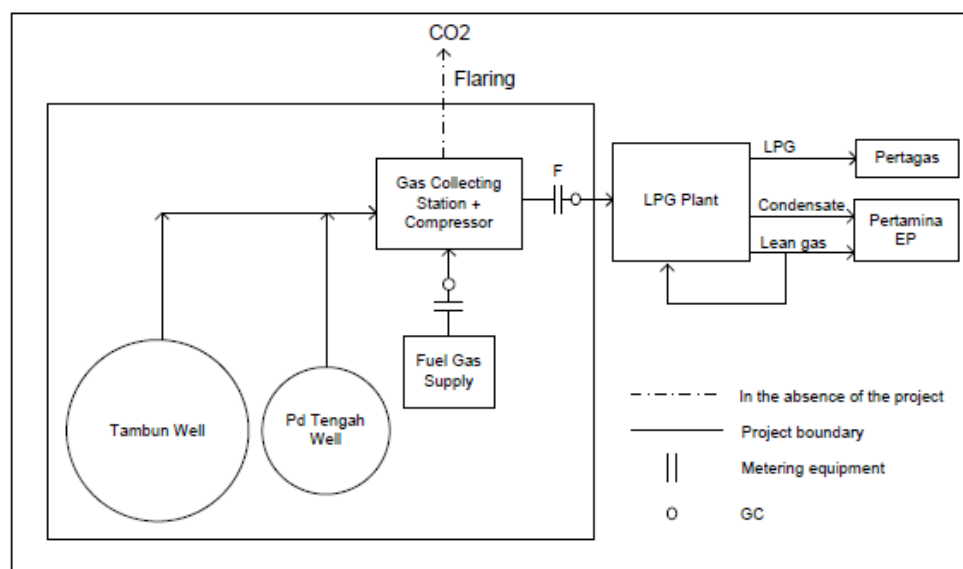 CO2
Flaring
Gas Collecting
Station +
Compressor
F
LPG Plant
LPG
Pertagas
Condensate
Pertamina
EP
Lean gas
Fuel Gas
Supply
Tambun Well
Pd Tengah
Well
In the absence of the project
Project boundary
Metering equipment
GC